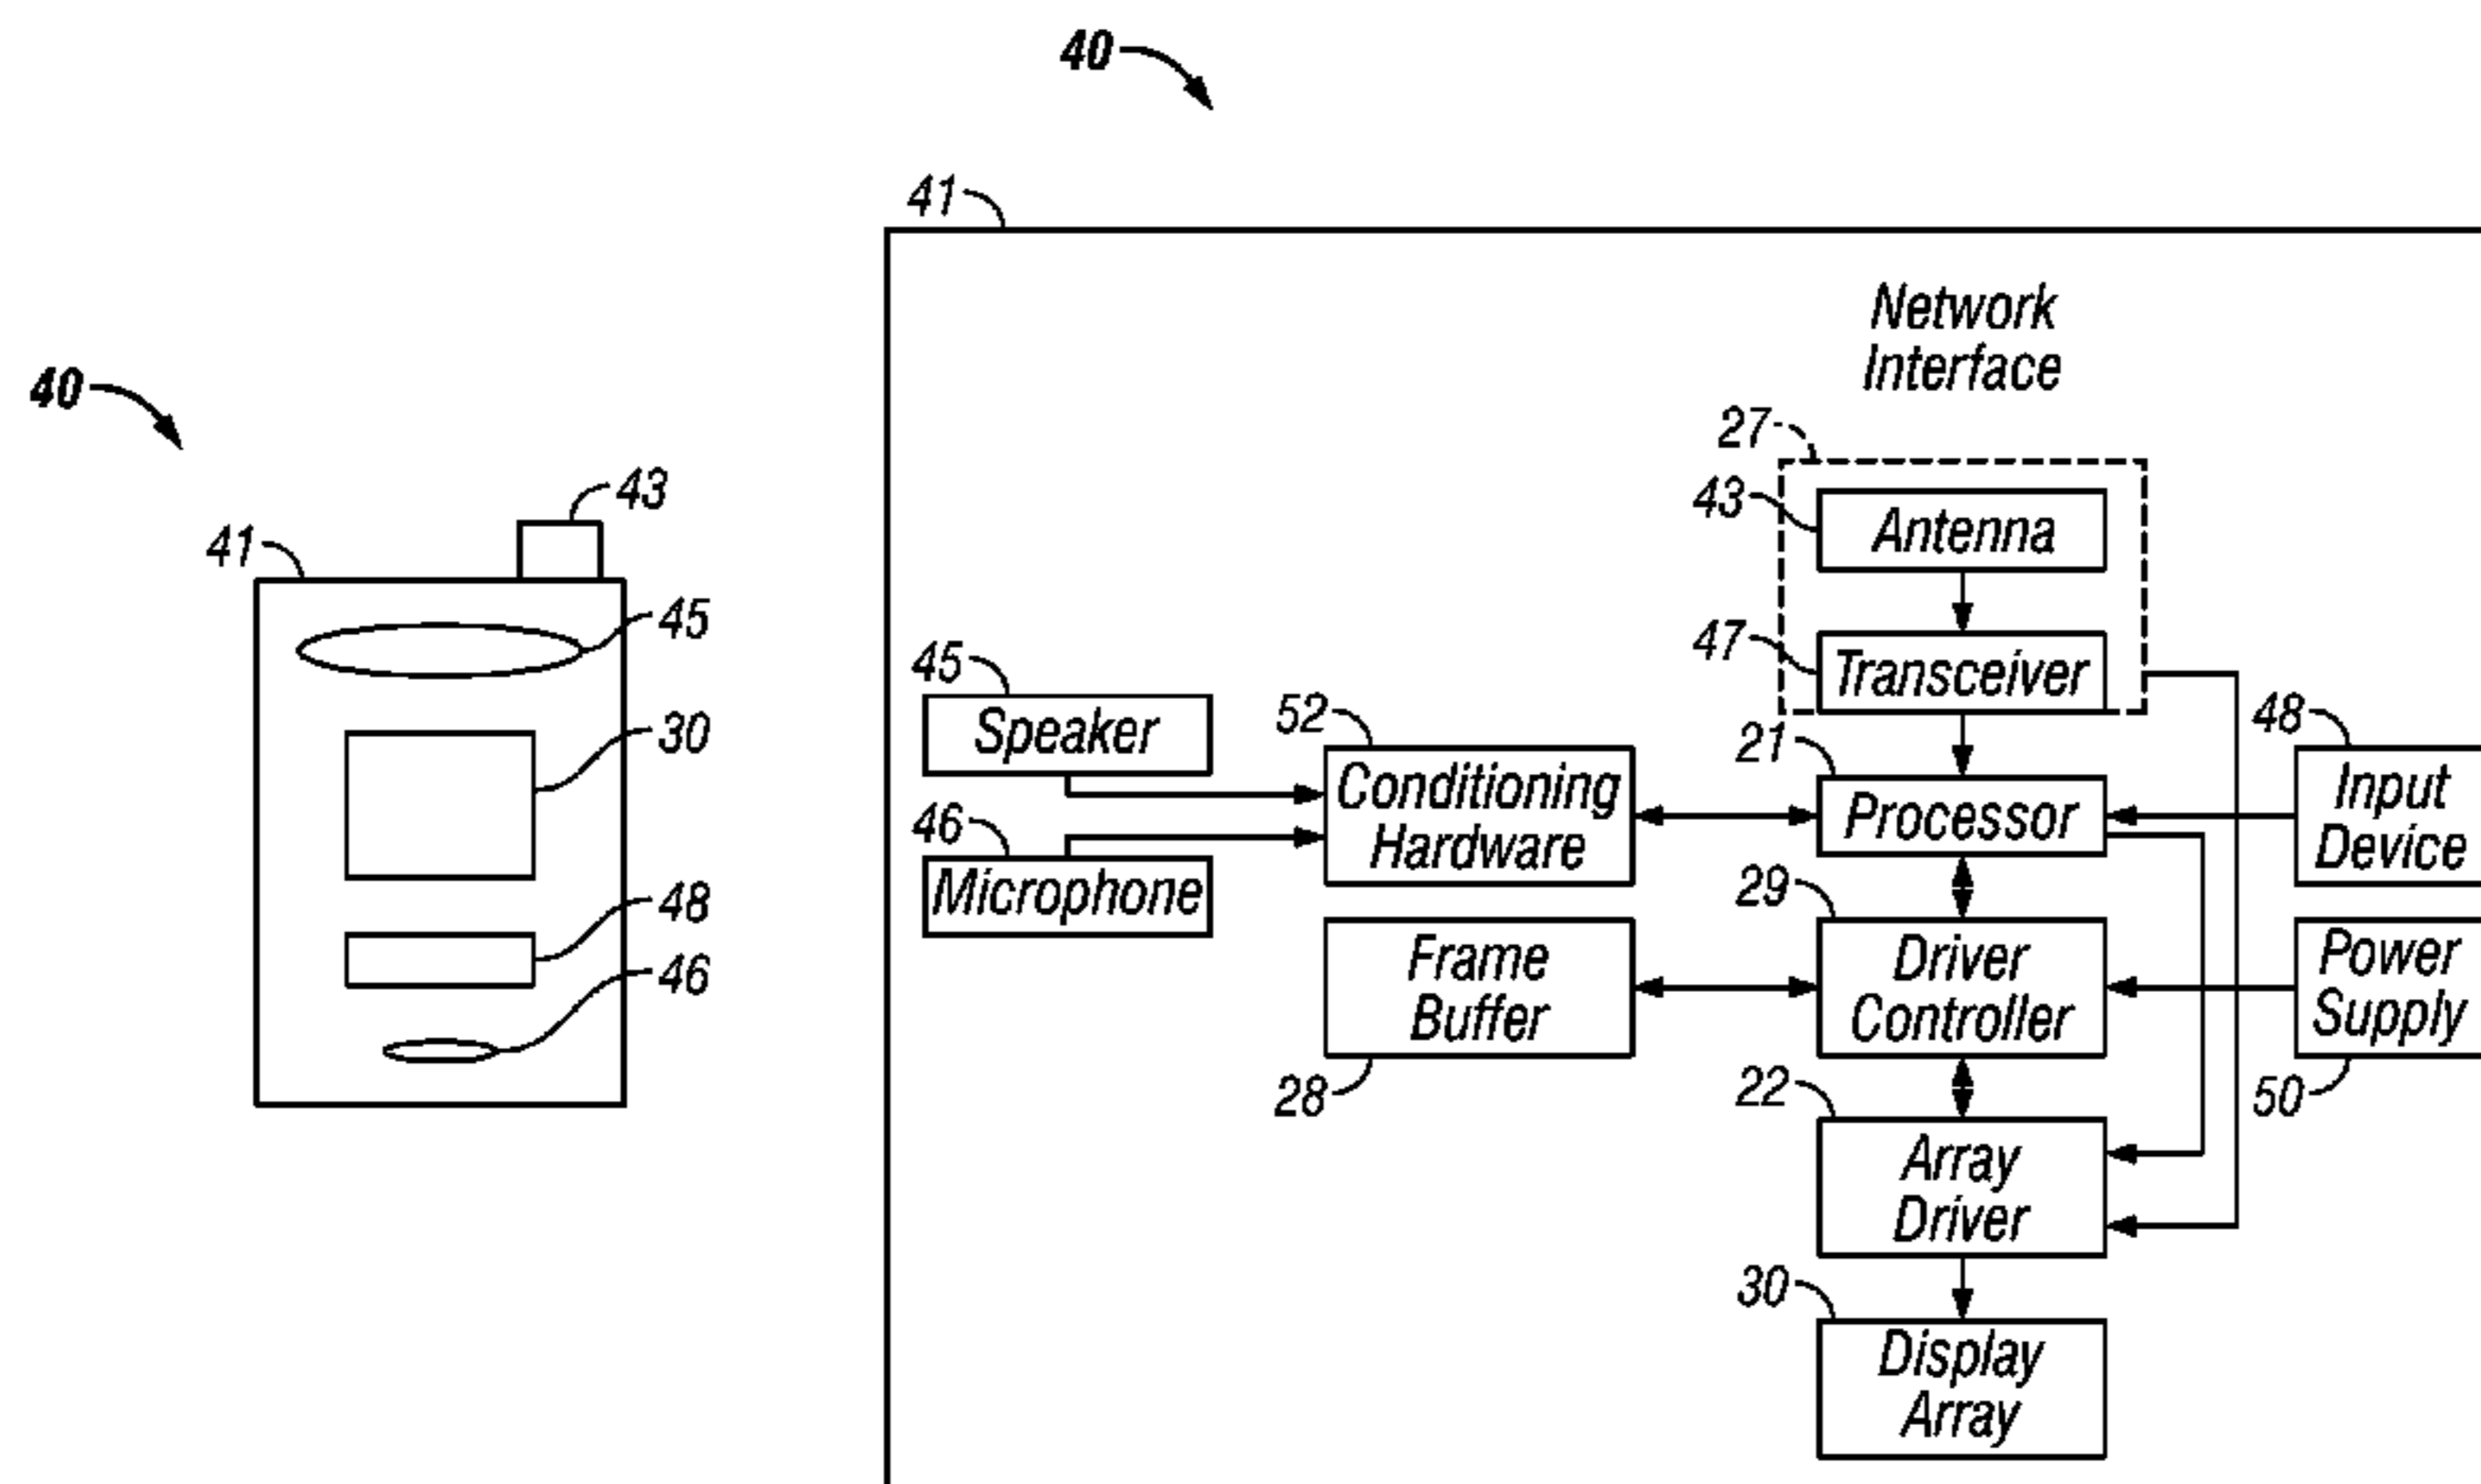 40
41
43
45
30
48
46
40
41
Network
Interface
27
43
Antenna
47
Transceiver
45
Speaker
46
Microphone
52
Conditioning
Hardware
21
Processor
48
Input
Device
29
Driver
Controller
Frame
Buffer
28
Power
Supply
50
22
Array
Driver
30
Display
Array